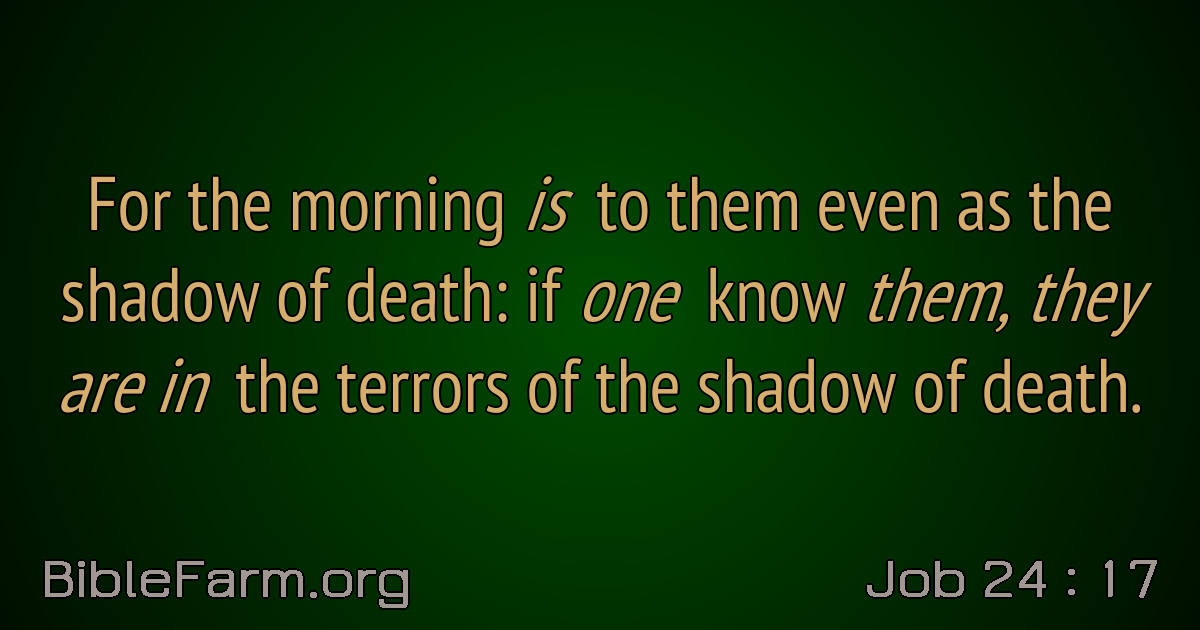 For the morning is to them even as the
shadow of death: if one know them, they
are in the terrors of the shadow of death.
BibleFarm.org
Job 24 : 17